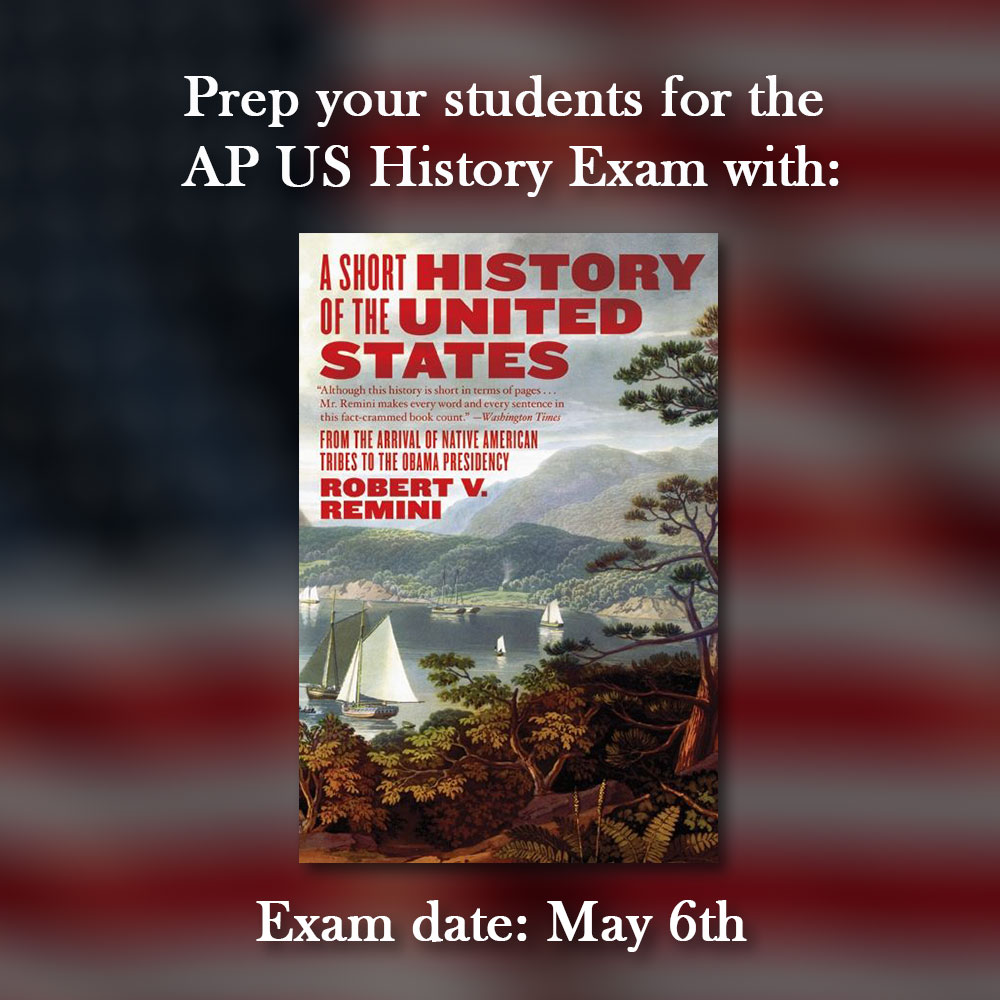 Prep your students for the
AP US History Exam with:
A SHORT HISTORY
OF THE UNITED
STATES
“Although this history is short in terms of pages . . .
Mr. Remini makes every word and every sentence in
this fact-crammed book count.” —Washington Times
FROM THE ARRIVAL OF NATIVE AMERICAN
TRIBES TO THE OBAMA PRESIDENCY
ROBERT V.
REMINI
Exam date: May 6th